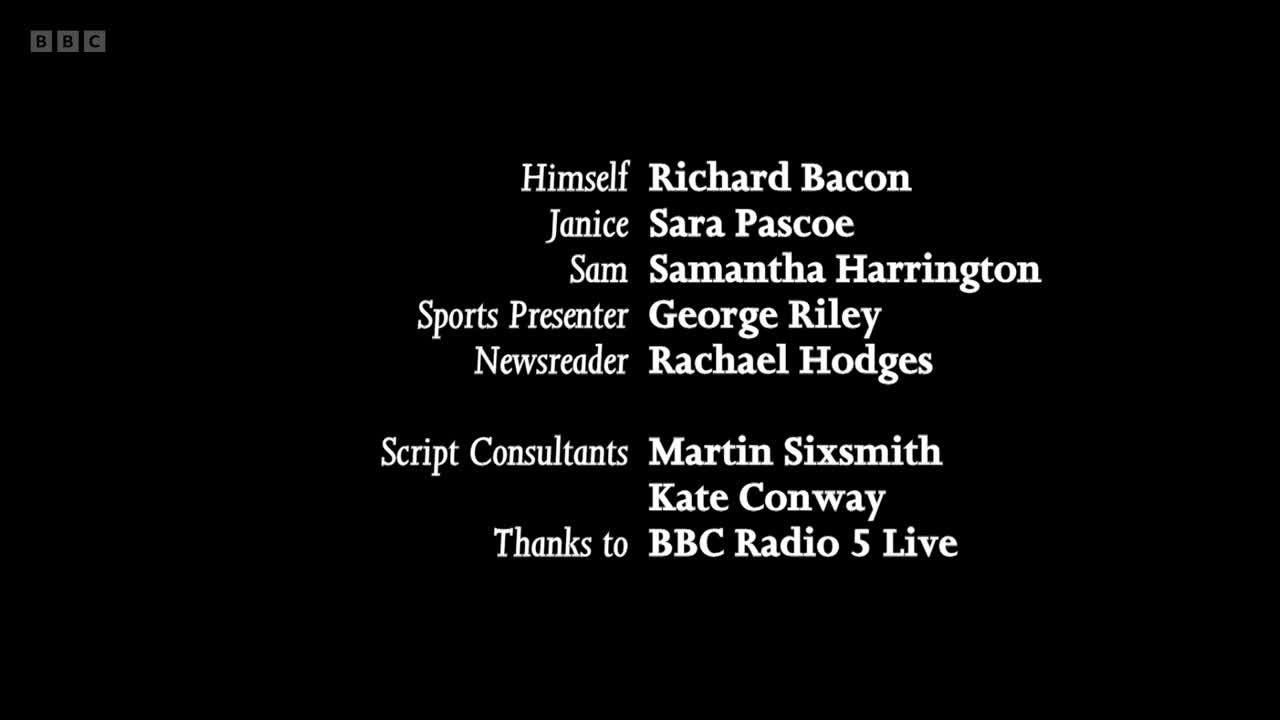 BBC
Himself Richard Bacon
Janice Sara Pascoe
Sam Samantha Harrington
Sports Presenter George Riley
Newsreader Rachael Hodges
Script Consultants Martin Sixsmith
Kate Conway
Thanks to BBC Radio 5 Live